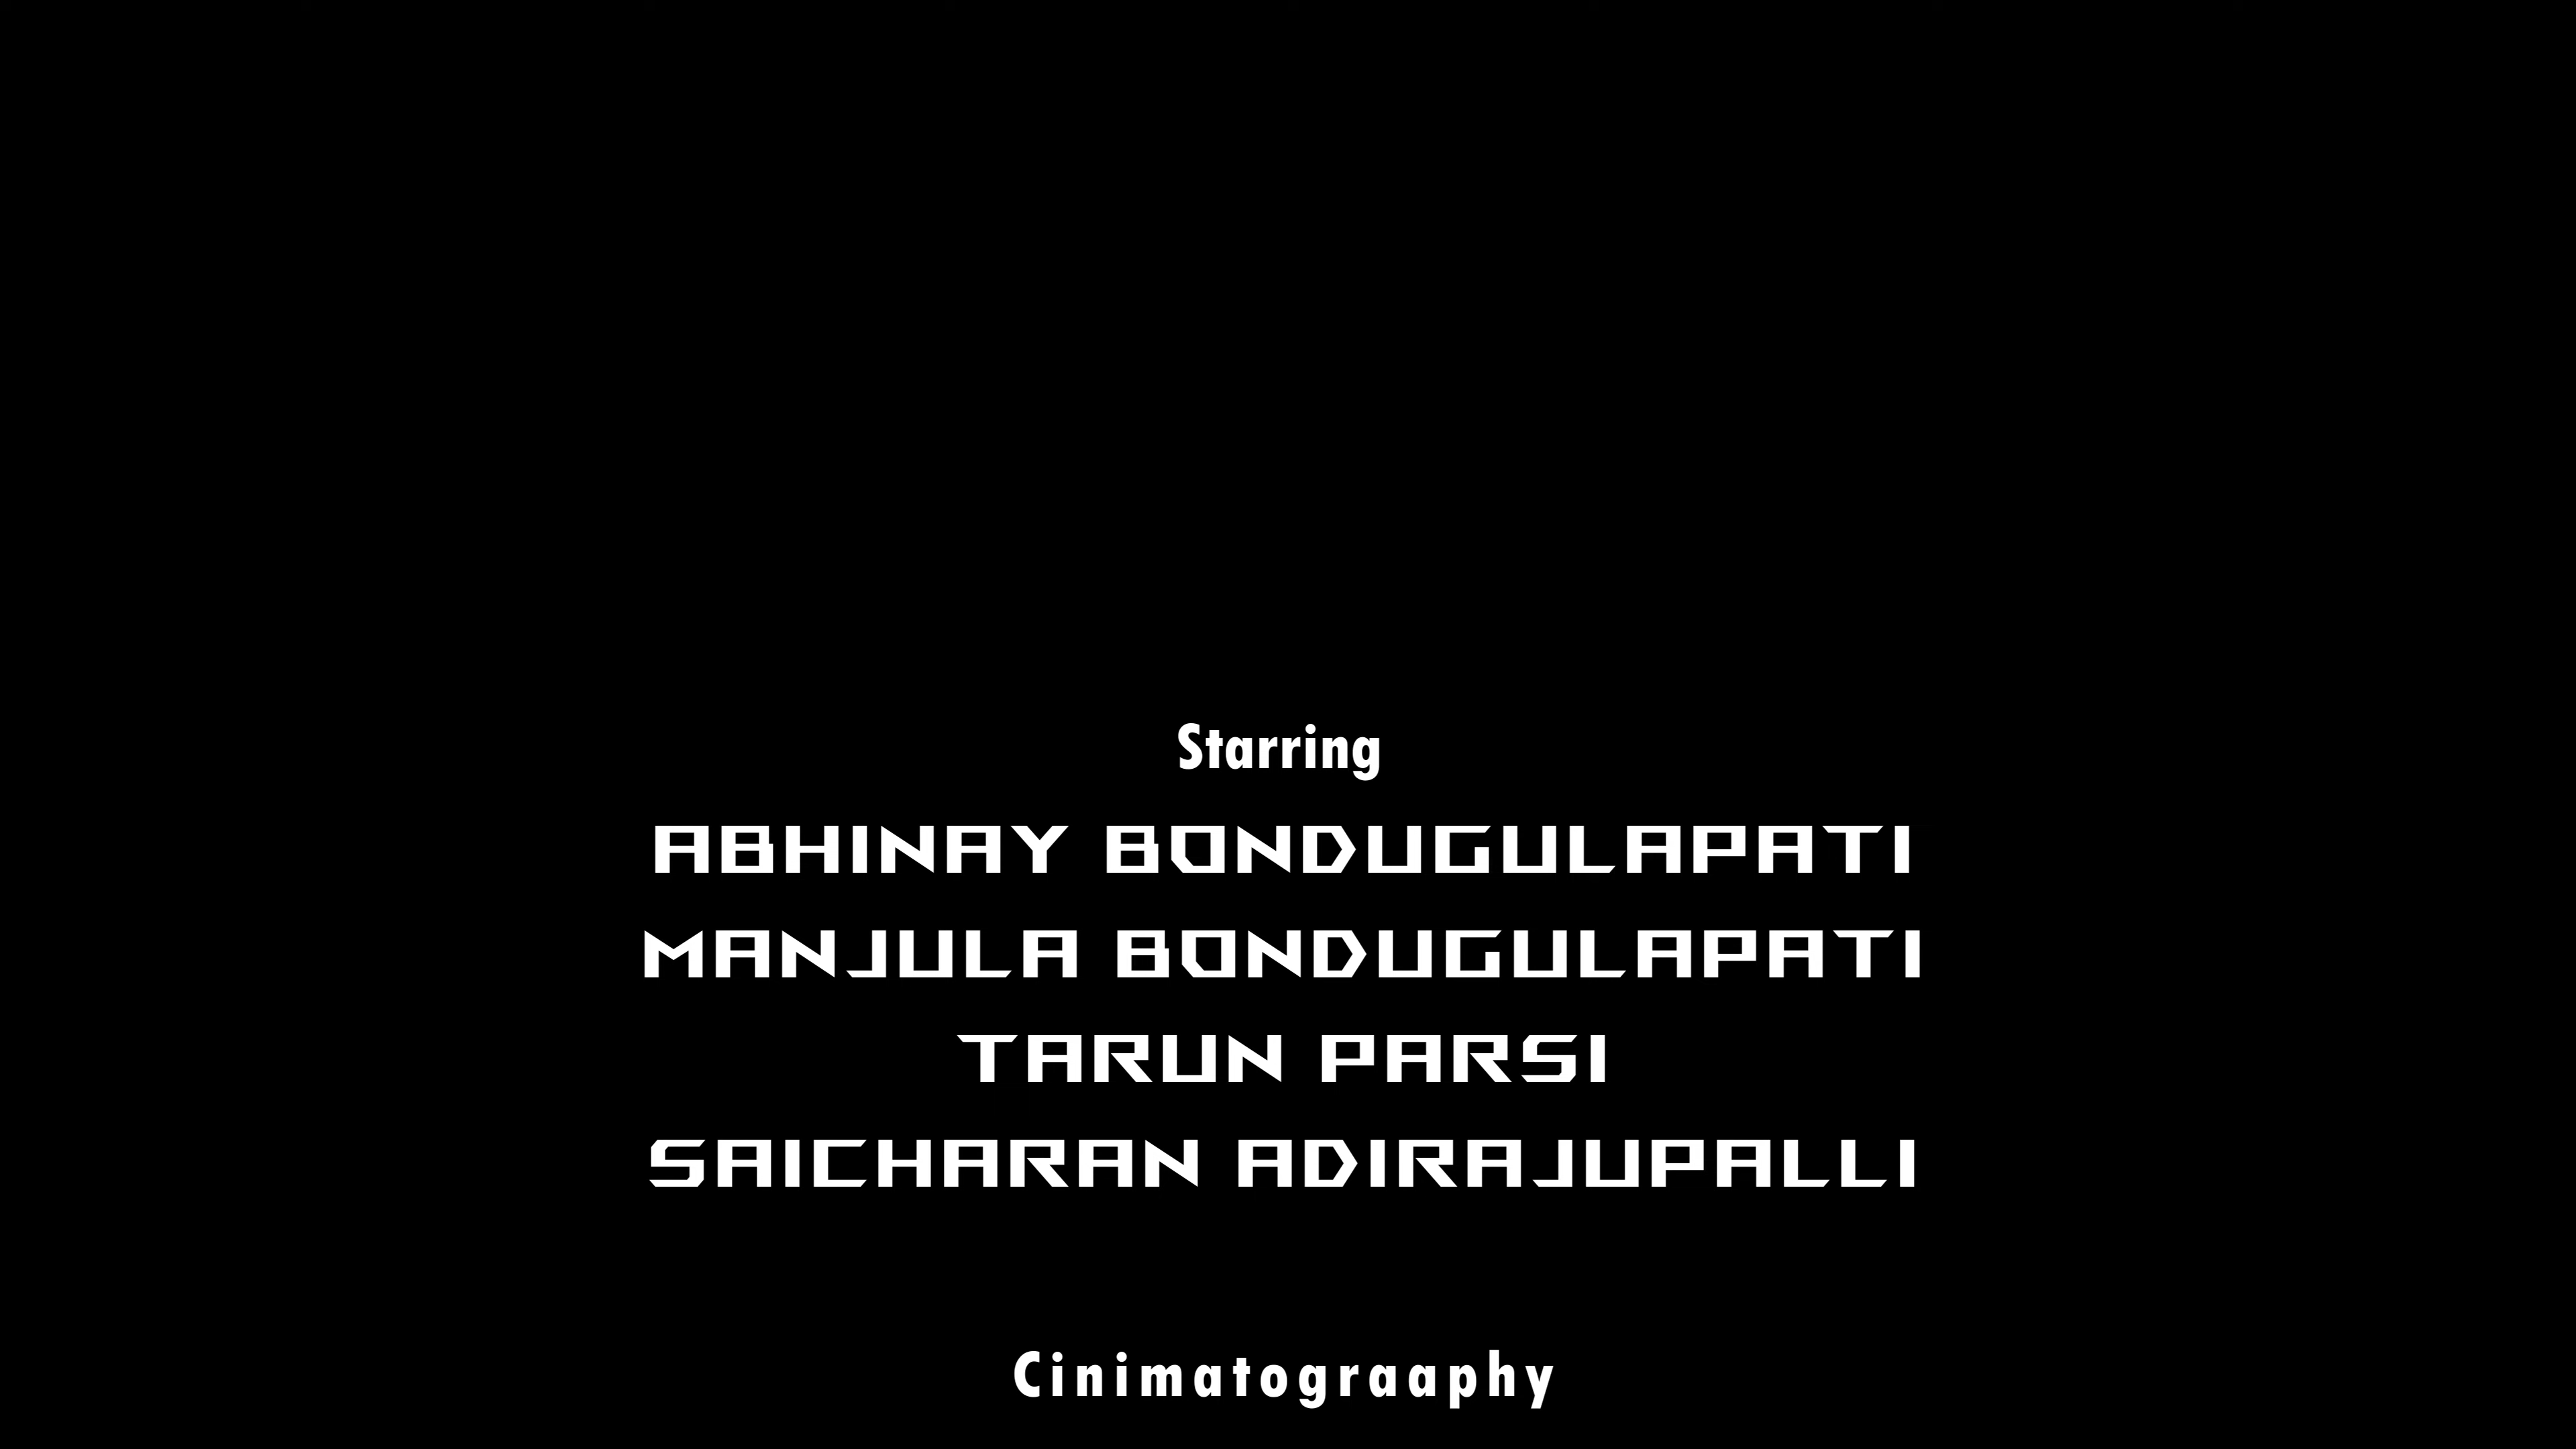 Starring
ABHINAY BONDUGULAPATI
MANJULA BONDUGULAPATI
TARUN PARSI
SAICHARAN ADIRAJUPALLI
Cinimatograaphy